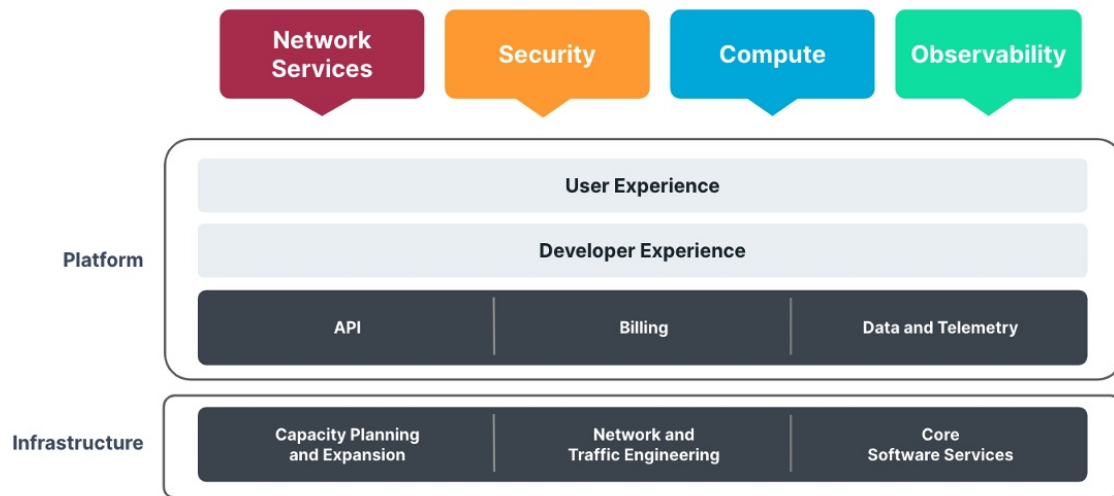 Network
Services
Security
Compute
Observability
Platform
User Experience
Developer Experience
API
Billing
Data and Telemetry
Infrastructure
Capacity Planning
and Expansion
Network and
Traffic Engineering
Core
Software Services